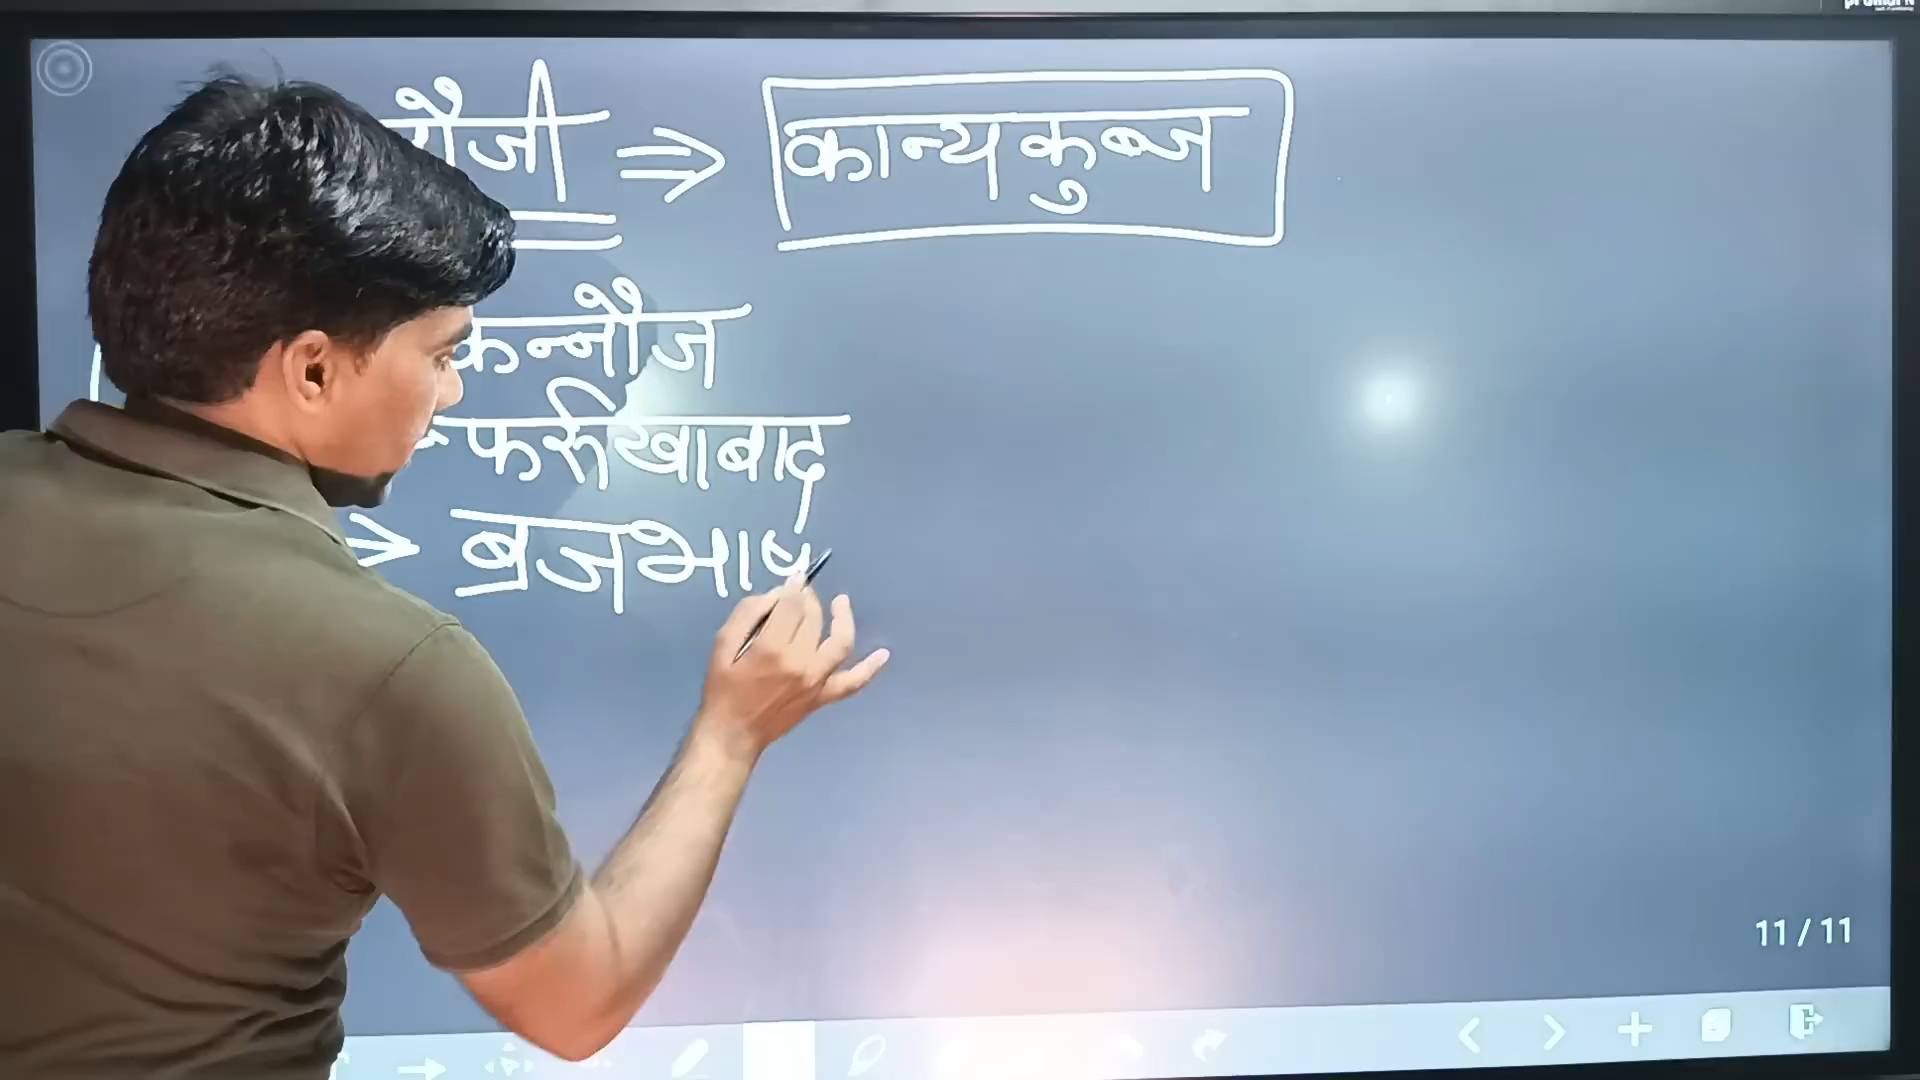 ⇒ कान्यकुब्ज
कन्नौज
फर्रुखाबाद
→ ब्रजभाष
11/11